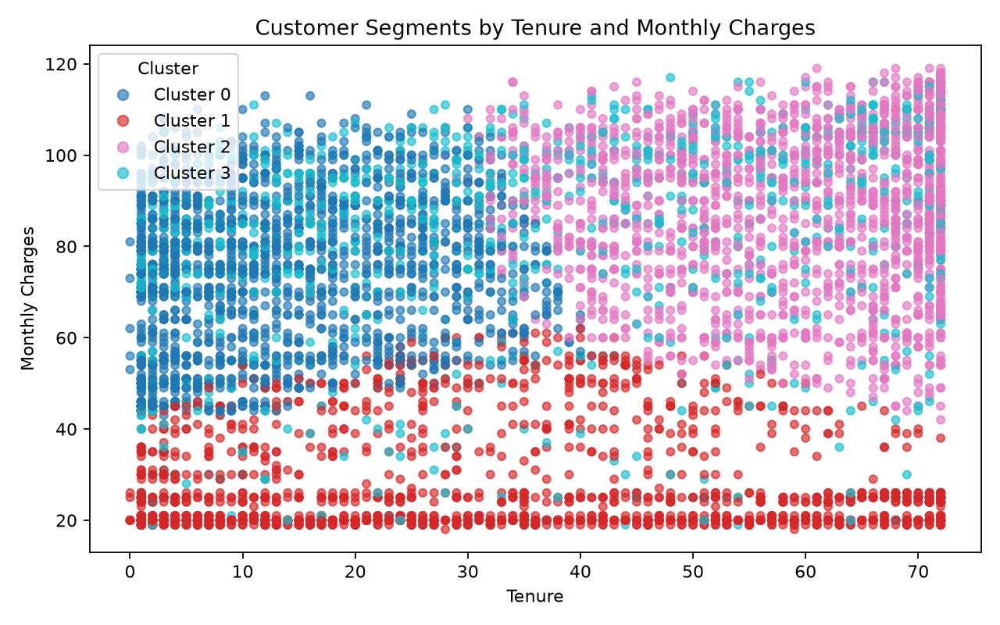 Customer Segments by Tenure and Monthly Charges
120
100
80
60
40
20
Monthly Charges
Cluster
Cluster 0
Cluster 1
Cluster 2
Cluster 3
0 10 20 30 40 50 60 70
Tenure